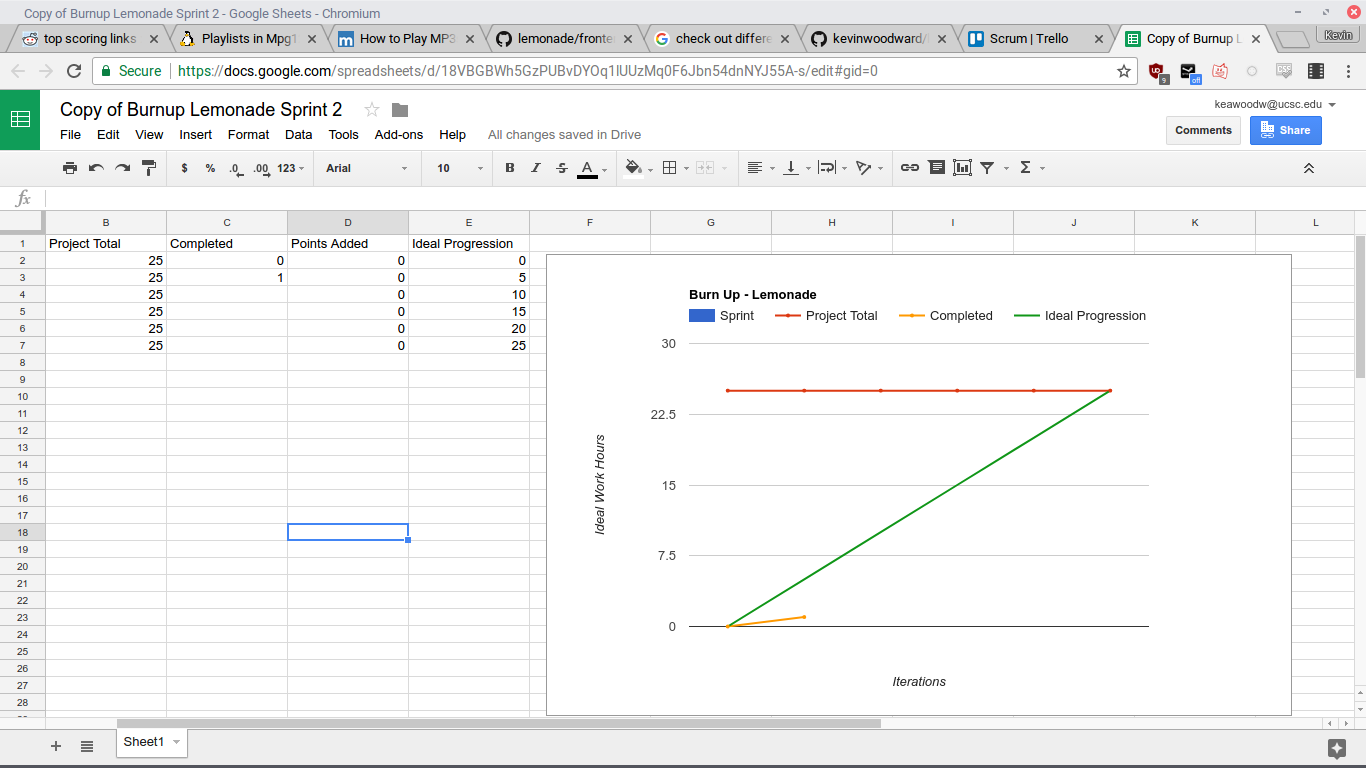 Copy of Burnup Lemonade Sprint 2 - Google Sheets - Chromium
top scoring links Playlists in Mpg1 How to Play MP3 lemonade/fronte check out differe kevinwoodward/ Scrum | Trello Copy of Burnup L Kevin
Secure https://docs.google.com/spreadsheets/d/18VBGBWh5GzPUBvDYOq1lUUzMq0F6Jbn54dnNYJ55A-s/edit#gid=0 9 off
Copy of Burnup Lemonade Sprint 2 keawoodw@ucsc.edu
File Edit View Insert Format Data Tools Add-ons Help All changes saved in Drive Comments Share
$ % .0 .00 123 Arial 10 B I S A Σ
fx
B C D E F G H I J K L
1 Project Total Completed Points Added Ideal Progression
2 25 0 0 0
3 25 1 0 5
4 25 0 10
5 25 0 15
6 25 0 20
7 25 0 25
8
9
10
11
12
13
14
15
16
17
18
19
20
21
22
23
24
25
26
27
28
Burn Up - Lemonade
Sprint Project Total Completed Ideal Progression
30
22.5
15
7.5
0
Ideal Work Hours
Iterations
Sheet1